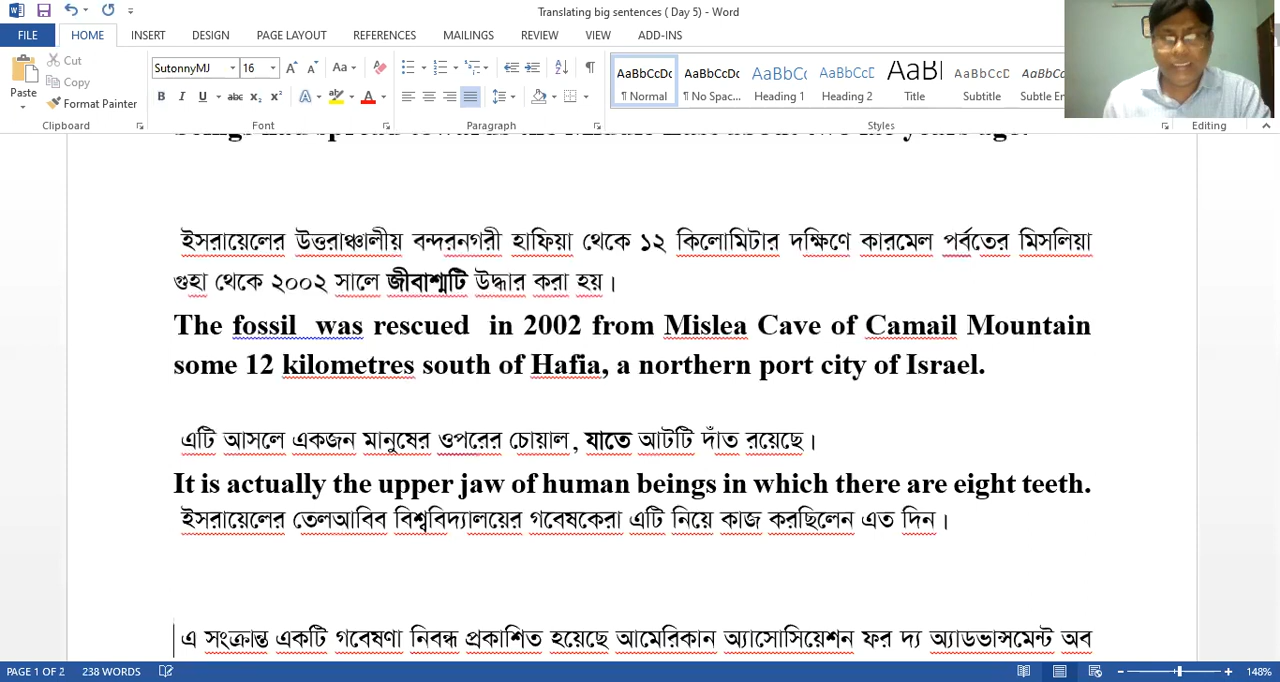 Translating big sentences ( Day 5) - Word
FILE HOME INSERT DESIGN PAGE LAYOUT REFERENCES MAILINGS REVIEW VIEW ADD-INS
Cut
Copy
Format Painter
Paste
SutonnyMJ 16
AaBbCcDc AaBbCcDc AaBbCc AaBbCcD AaBl AaBbCcD AaBbCcD
¶ Normal ¶ No Spac... Heading 1 Heading 2 Title Subtitle Subtle En
Clipboard Font Paragraph Styles Editing
ইসরায়েলের উত্তরাঞ্চালীয় বন্দরনগরী হাফিয়া থেকে ১২ কিলোমিটার দক্ষিণে কারমেল পর্বতের মিসলিয়া
গুহা থেকে ২০০২ সালে জীবাশ্মটি উদ্ধার করা হয়।
The fossil was rescued in 2002 from Mislea Cave of Camail Mountain
some 12 kilometres south of Hafia, a northern port city of Israel.
এটি আসলে একজন মানুষের ওপরের চোয়াল, যাতে আটটি দাঁত রয়েছে।
It is actually the upper jaw of human beings in which there are eight teeth.
ইসরায়েলের তেলআবিব বিশ্ববিদ্যালয়ের গবেষকেরা এটি নিয়ে কাজ করছিলেন এত দিন।
এ সংক্রান্ত একটি গবেষণা নিবন্ধ প্রকাশিত হয়েছে আমেরিকান অ্যাসোসিয়েশন ফর দ্য অ্যাডভান্সমেন্ট অব
PAGE 1 OF 2 238 WORDS 148%